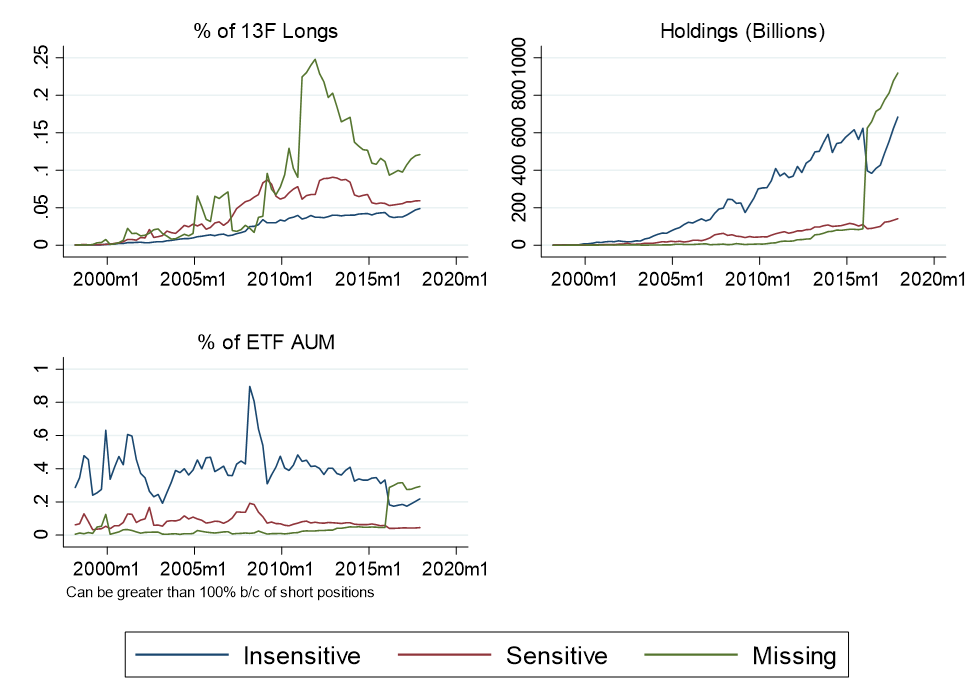 % of 13F Longs
.25
.2
.15
.1
.05
0
2000m1 2005m1 2010m1 2015m1 2020m1
Holdings (Billions)
1000
800
600
400
200
0
2000m1 2005m1 2010m1 2015m1 2020m1
% of ETF AUM
1
.8
.6
.4
.2
0
2000m1 2005m1 2010m1 2015m1 2020m1
Can be greater than 100% b/c of short positions
Insensitive Sensitive Missing